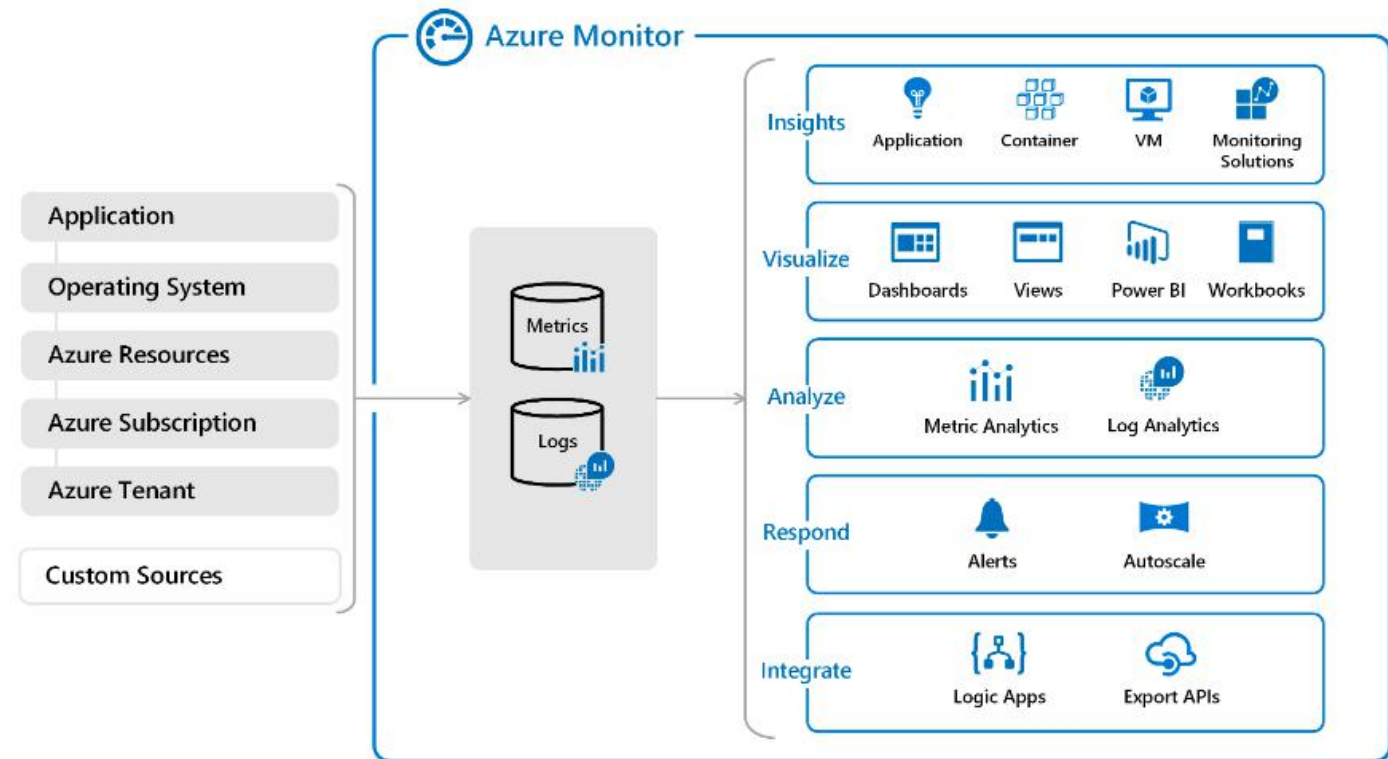 Azure Monitor
Application
Operating System
Azure Resources
Azure Subscription
Azure Tenant
Custom Sources
Metrics
Logs
Insights
Application
Container
VM
Monitoring
Solutions
Visualize
Dashboards
Views
Power BI
Workbooks
Analyze
Metric Analytics
Log Analytics
Respond
Alerts
Autoscale
Integrate
Logic Apps
Export APIs